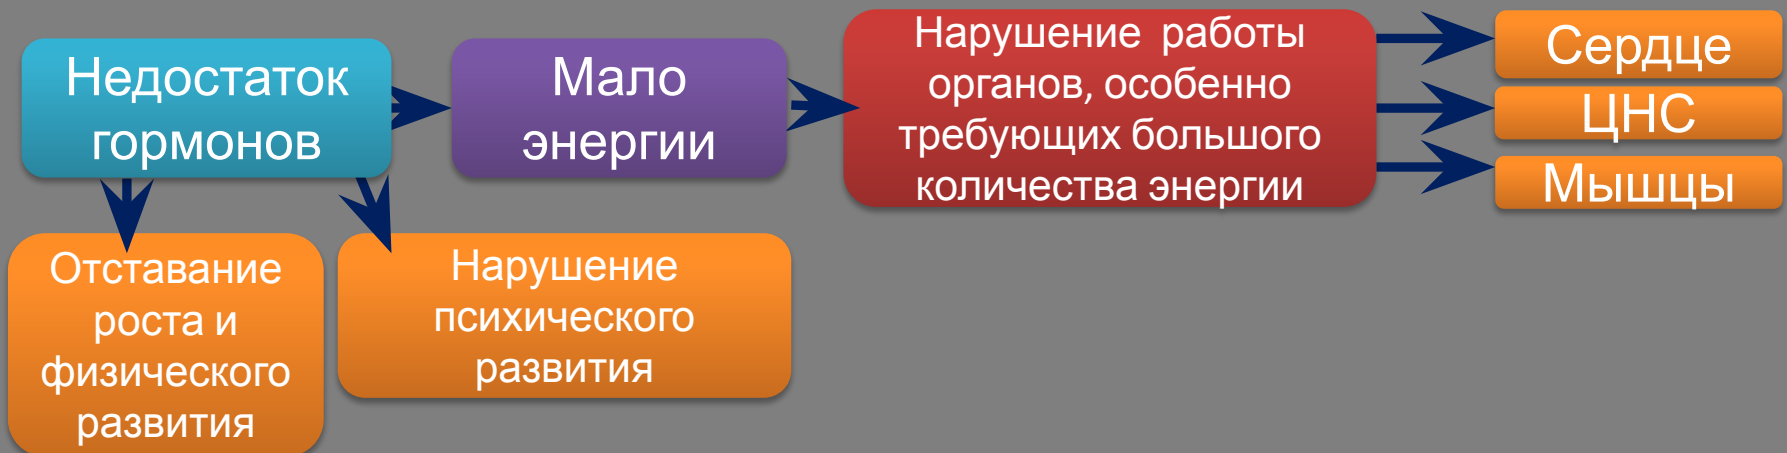 Недостаток
гормонов
Мало
энергии
Нарушение  работы
органов, особенно
требующих большого
количества энергии
Сердце
ЦНС
Мышцы
Отставание
роста и
физического
развития
Нарушение
психического
развития